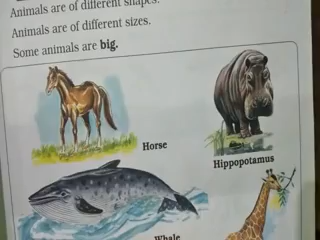 Animals are of different shapes.
Animals are of different sizes.
Some animals are big.
Horse
Hippopotamus
Whale